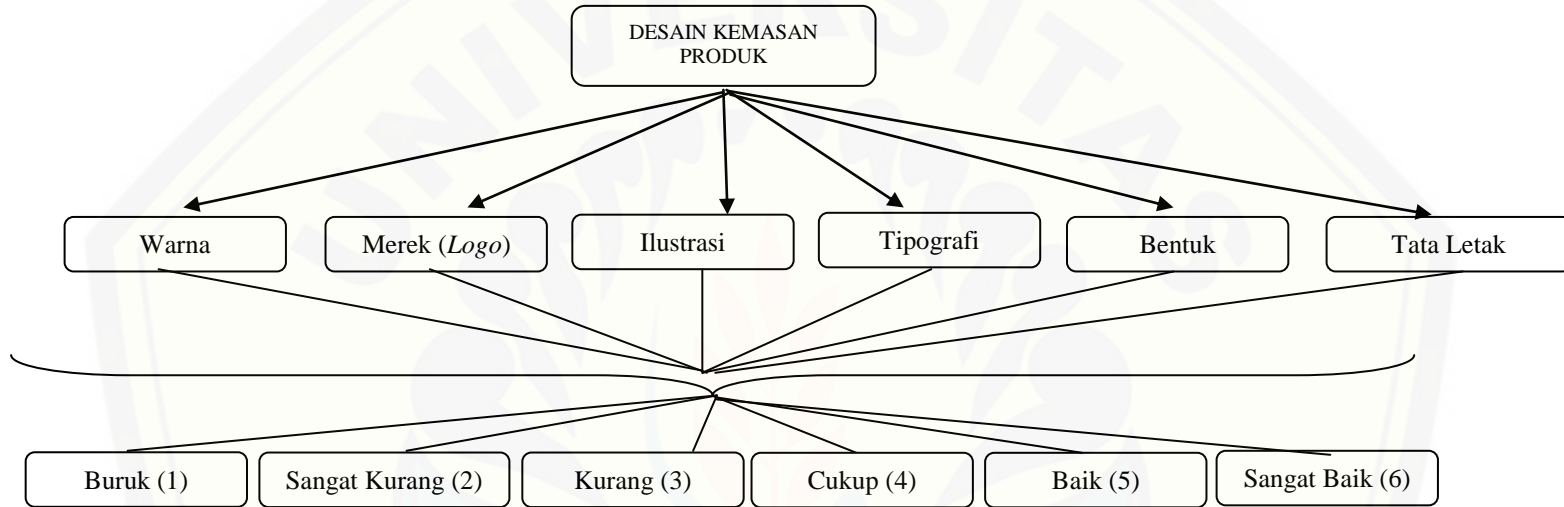 UNIVERSITAS
DESAIN KEMASAN
PRODUK
Warna
Merek (Logo)
Ilustrasi
Tipografi
Bentuk
Tata Letak
Buruk (1)
Sangat Kurang (2)
Kurang (3)
Cukup (4)
Baik (5)
Sangat Baik (6)